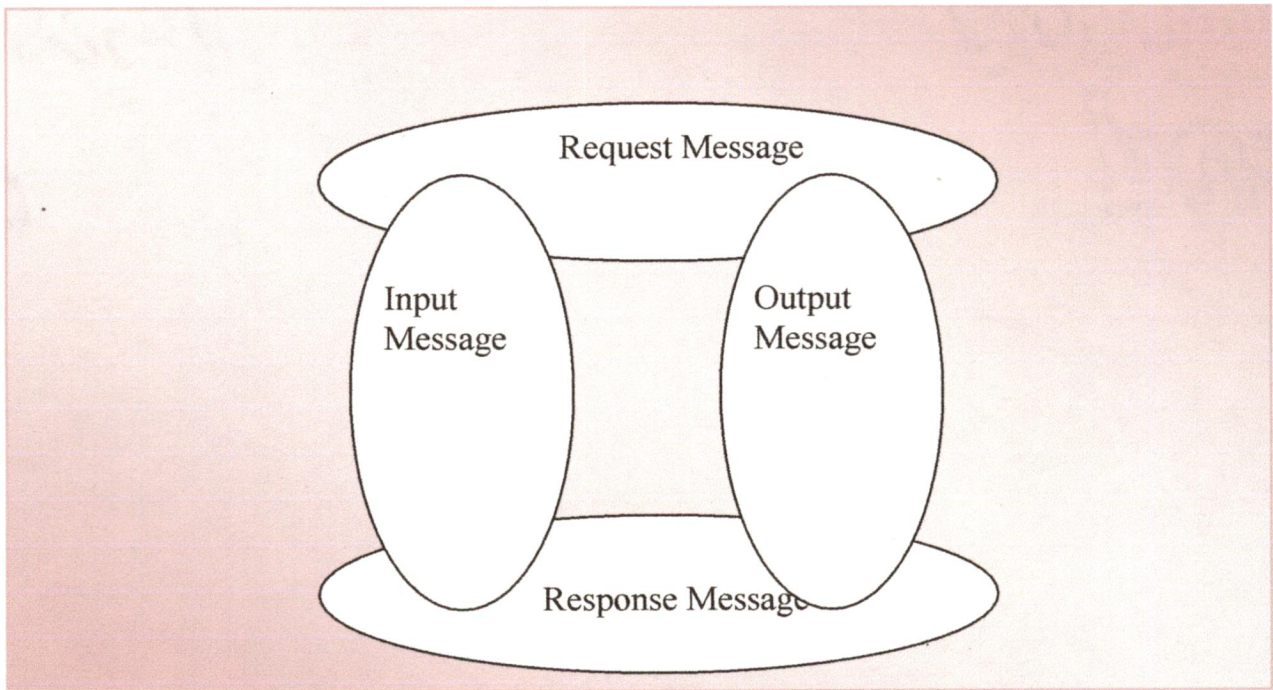 Request Message
Input
Message
Output
Message
Response Message